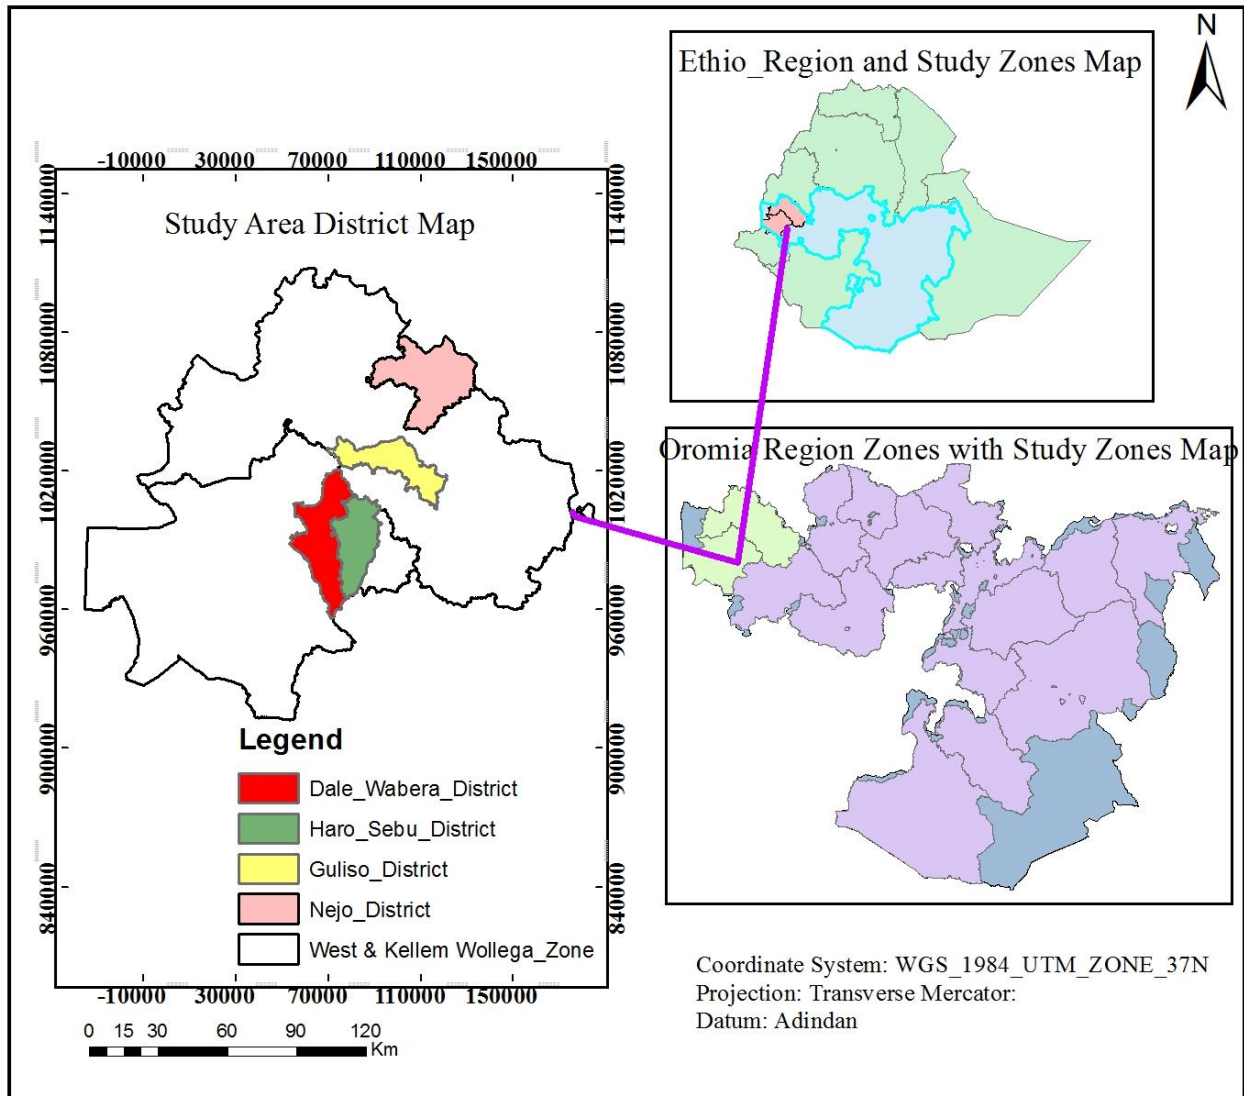 N
Ethio_Region and Study Zones Map
-10000 30000 70000 110000 150000
1140000 1140000
Study Area District Map
1080000 1080000
Oromia Region Zones with Study Zones Map
1020000 1020000
960000 960000
Legend
900000 900000
Dale_Wabera_District
Haro_Sebu_District
Guliso_District
840000 840000
Nejo_District
West & Kellem Wollega_Zone
-10000 30000 70000 110000 150000
Coordinate System: WGS_1984_UTM_ZONE_37N
Projection: Transverse Mercator:
Datum: Adindan
0 15 30 60 90 120
Km